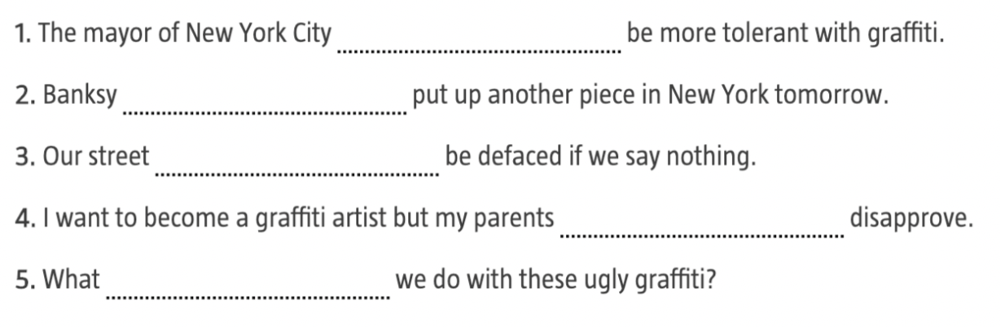 1. The mayor of New York City ............................ be more tolerant with graffiti.
2. Banksy ............................ put up another piece in New York tomorrow.
3. Our street ............................ be defaced if we say nothing.
4. I want to become a graffiti artist but my parents ............................ disapprove.
5. What ............................ we do with these ugly graffiti?